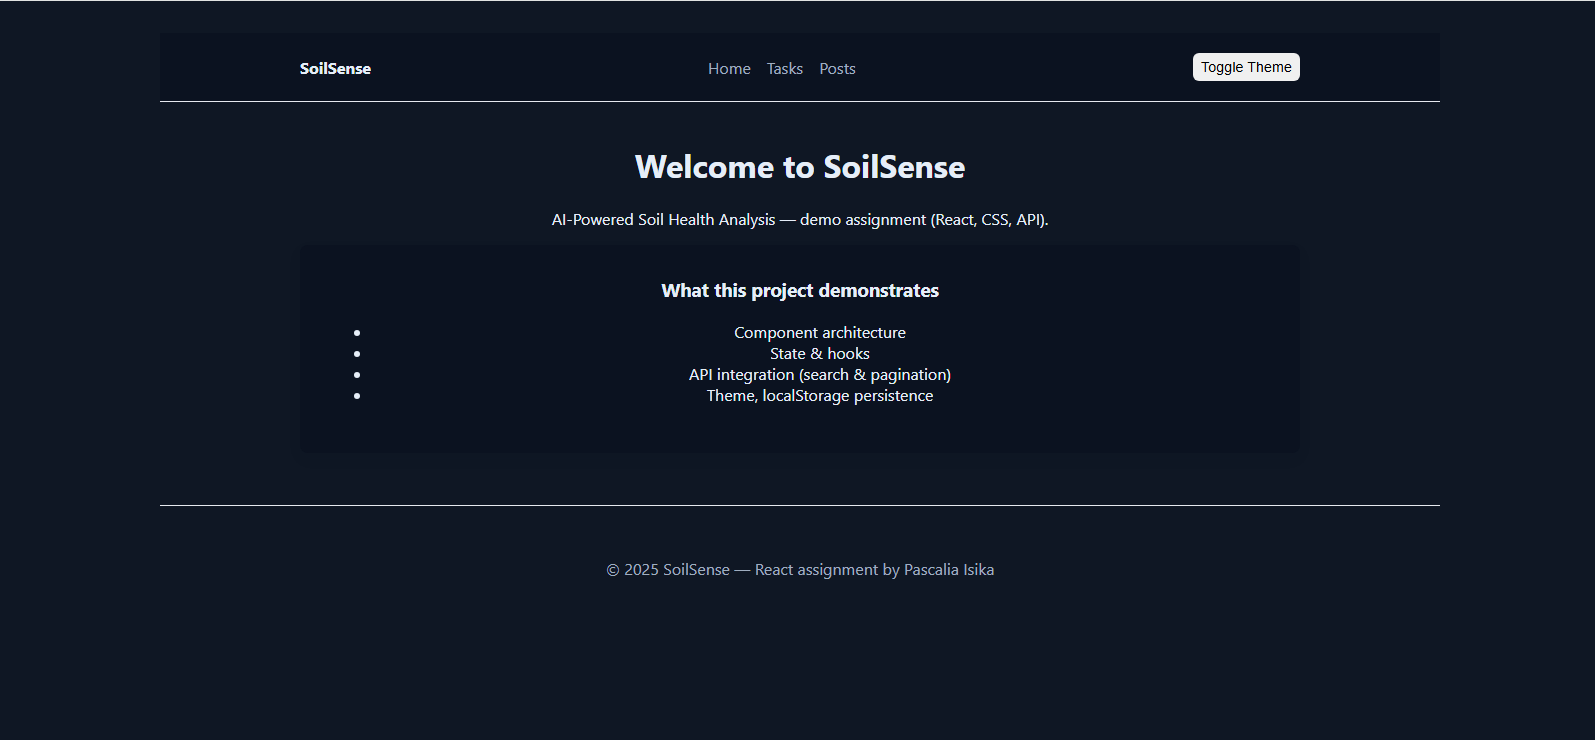 SoilSense
Home Tasks Posts
Toggle Theme
Welcome to SoilSense
AI-Powered Soil Health Analysis — demo assignment (React, CSS, API).
What this project demonstrates
• Component architecture
• State & hooks
• API integration (search & pagination)
• Theme, localStorage persistence
© 2025 SoilSense — React assignment by Pascalia Isika